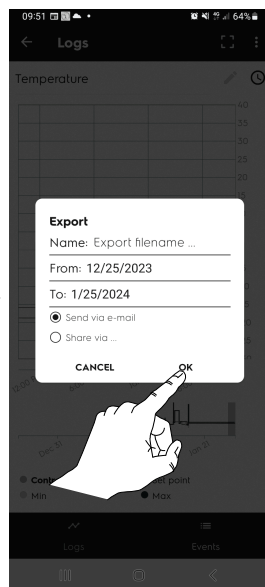 09:51 64%
Logs
Temperature
40
35
30
25
20
15
Export
Name: Export filename ...
From: 12/25/2023
To: 1/25/2024
Send via e-mail
Share via ...
CANCEL OK
Dec 31 Jan 21
Min Max
Logs Events